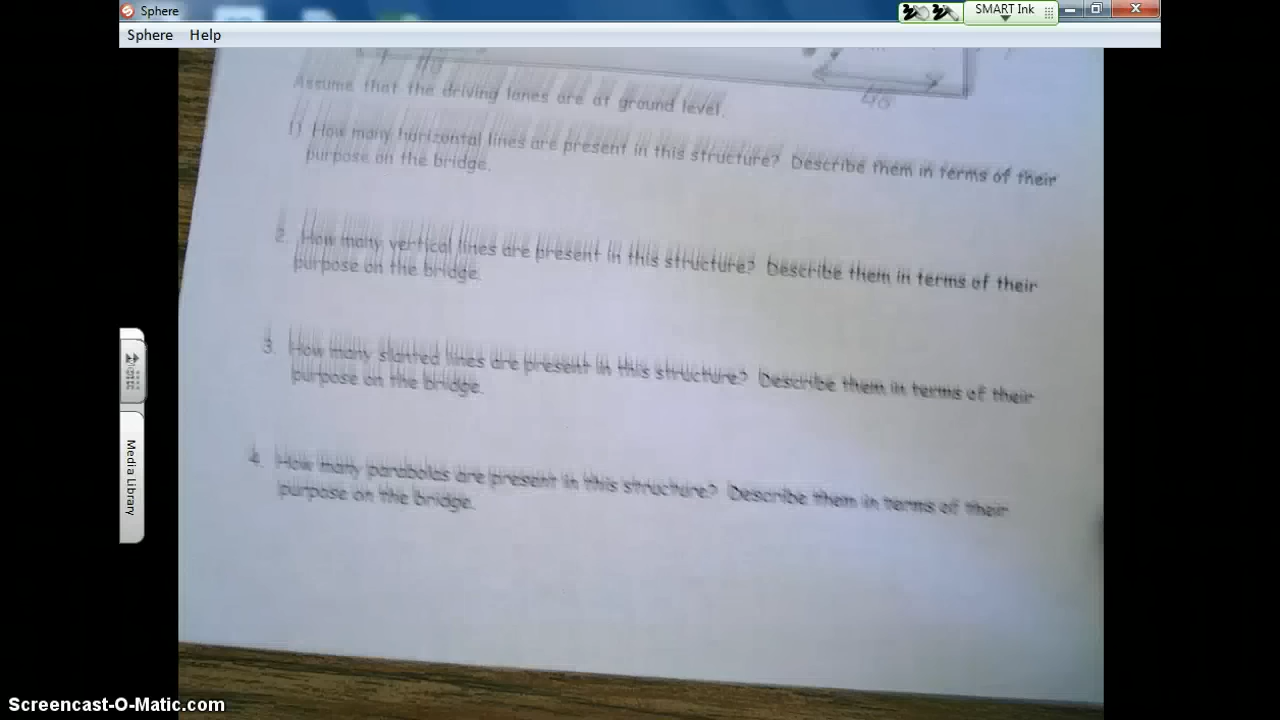 Sphere
SMART Ink
Sphere Help
40
Assume that the driving lanes are at ground level.
1) How many horizontal lines are present in this structure? Describe them in terms of their
purpose on the bridge.
2. How many vertical lines are present in this structure? Describe them in terms of their
purpose on the bridge.
3. How many slanted lines are present in this structure? Describe them in terms of their
purpose on the bridge.
4. How many parabolas are present in this structure? Describe them in terms of their
purpose on the bridge.
Media Library
Screencast-O-Matic.com